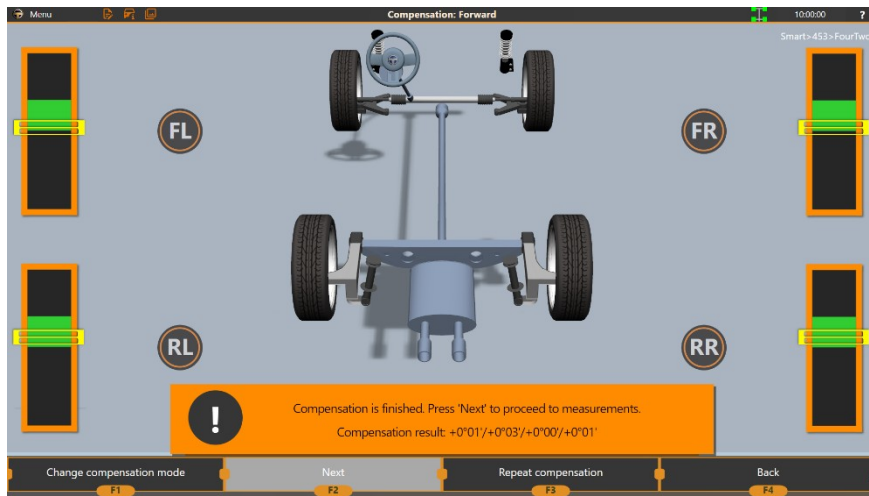 Menu
Compensation: Forward
10:00:00
?
Smart>453>FourTwo
FL
FR
RL
RR
!
Compensation is finished. Press 'Next' to proceed to measurements.
Compensation result: +0°01'/+0°03'/+0°00'/+0°01'
Change compensation mode
Next
Repeat compensation
Back
F1
F2
F3
F4